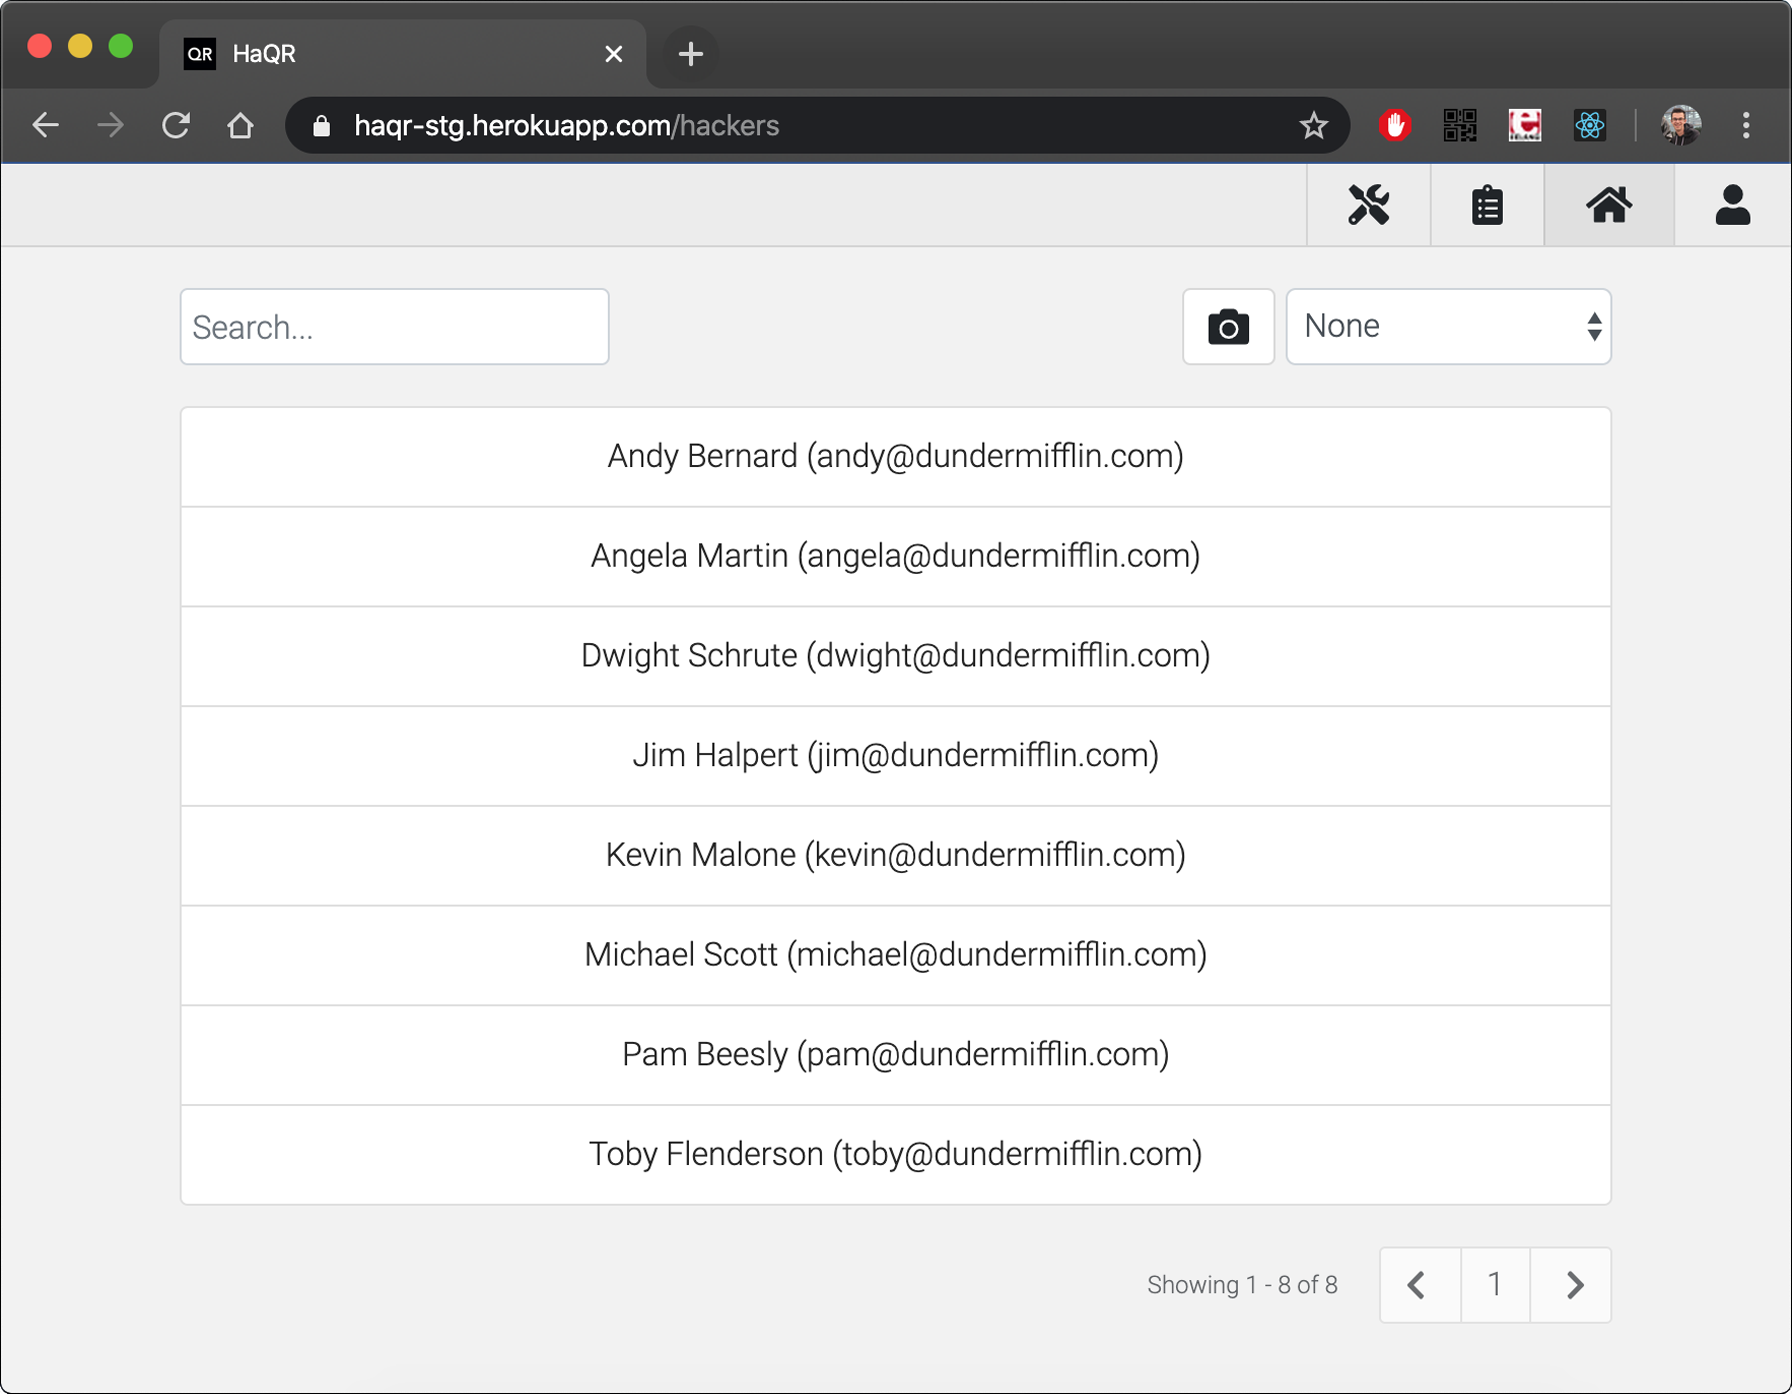 QR HaQR
haqr-stg.herokuapp.com/hackers
Search...
None
Andy Bernard (andy@dundermifflin.com)
Angela Martin (angela@dundermifflin.com)
Dwight Schrute (dwight@dundermifflin.com)
Jim Halpert (jim@dundermifflin.com)
Kevin Malone (kevin@dundermifflin.com)
Michael Scott (michael@dundermifflin.com)
Pam Beesly (pam@dundermifflin.com)
Toby Flenderson (toby@dundermifflin.com)
Showing 1 - 8 of 8
1